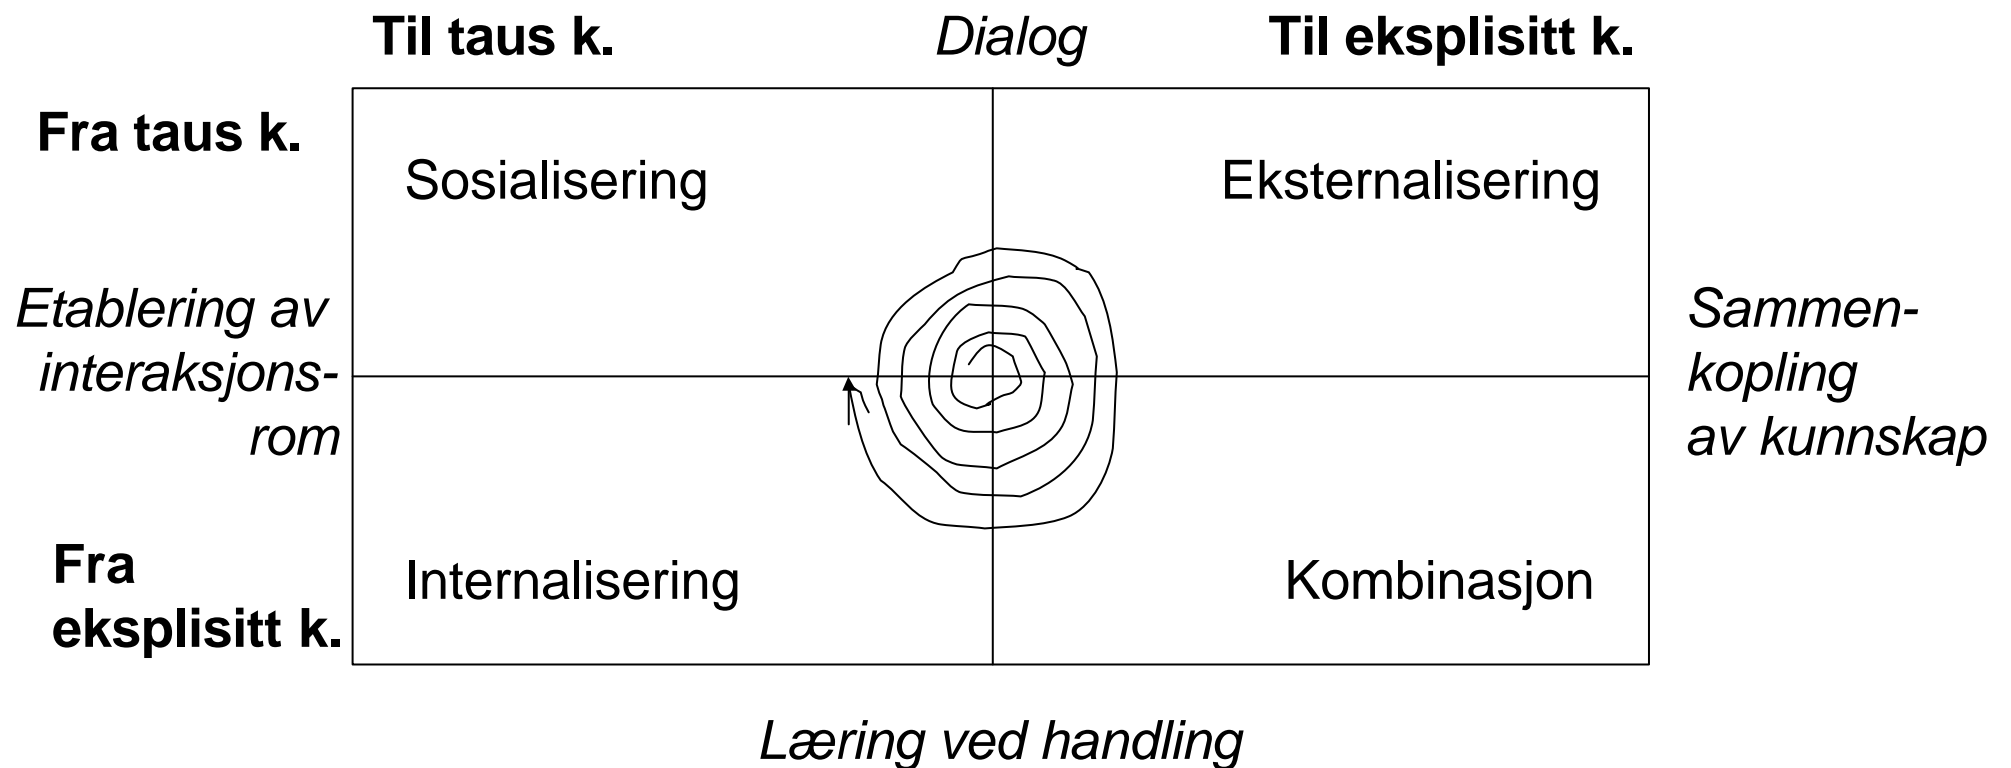 Til taus k.
Dialog
Til eksplisitt k.
Fra taus k.
Sosialisering
Eksternalisering
Etablering av
interaksjons-
rom
Sammen-
kopling
av kunnskap
Fra
eksplisitt k.
Internalisering
Kombinasjon
Læring ved handling